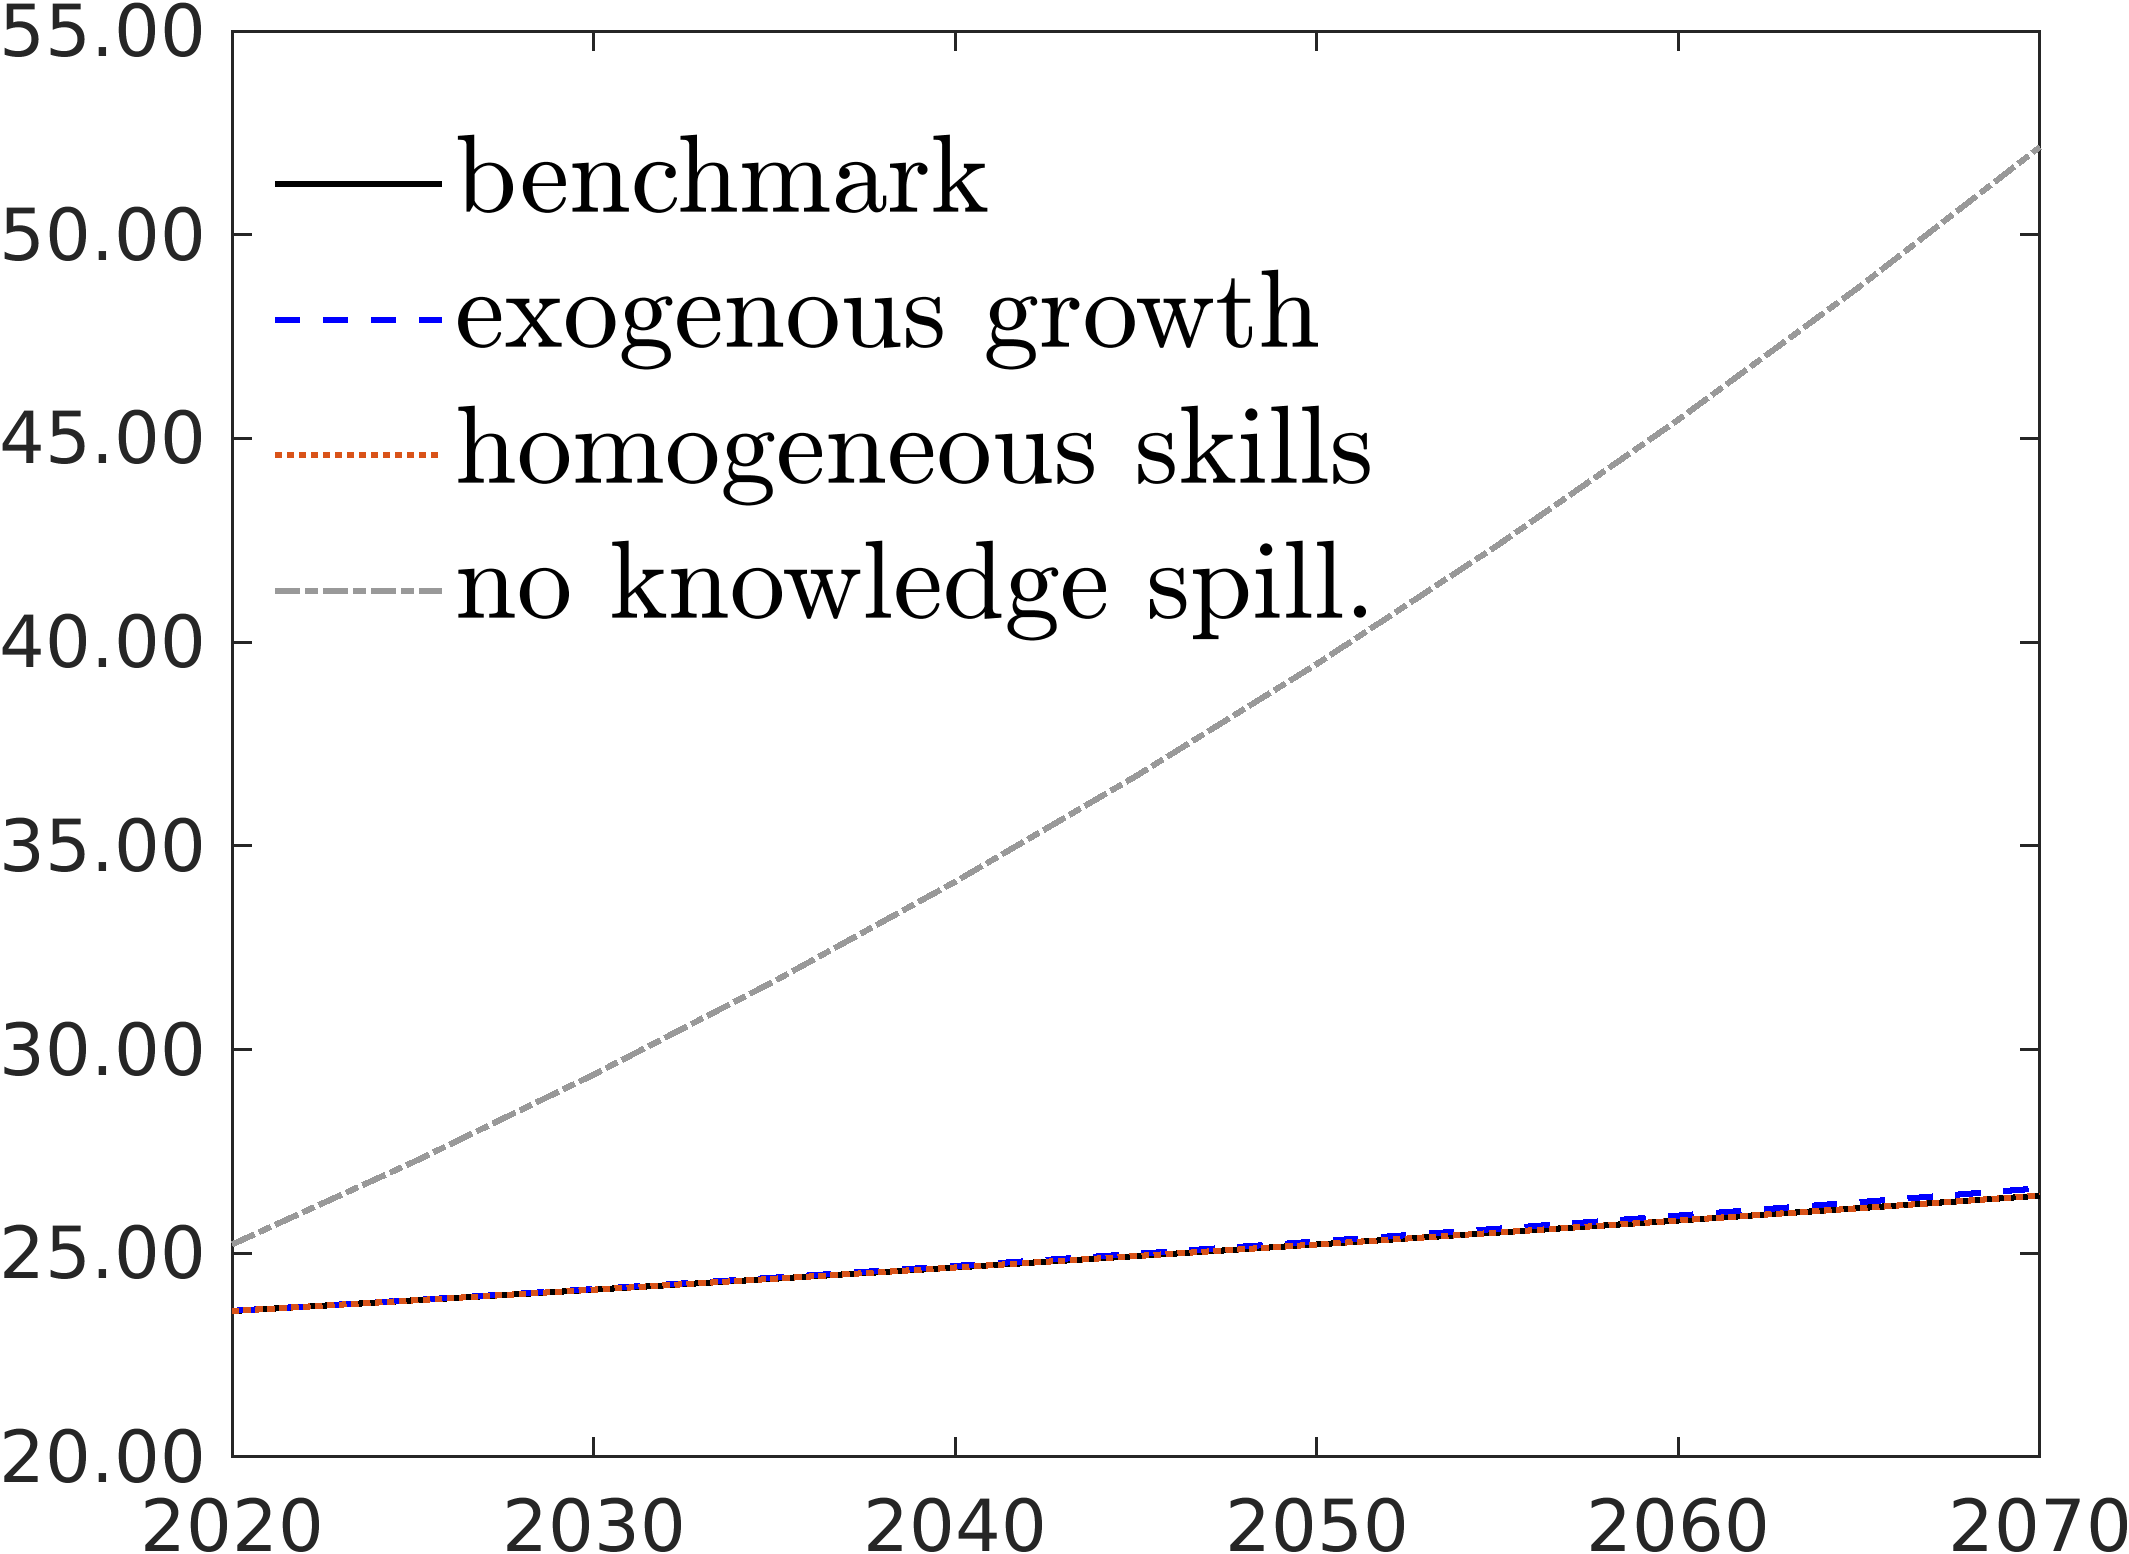 55.00
50.00
45.00
40.00
35.00
30.00
25.00
20.00
benchmark
exogenous growth
homogeneous skills
no knowledge spill.
2020 2030 2040 2050 2060 2070